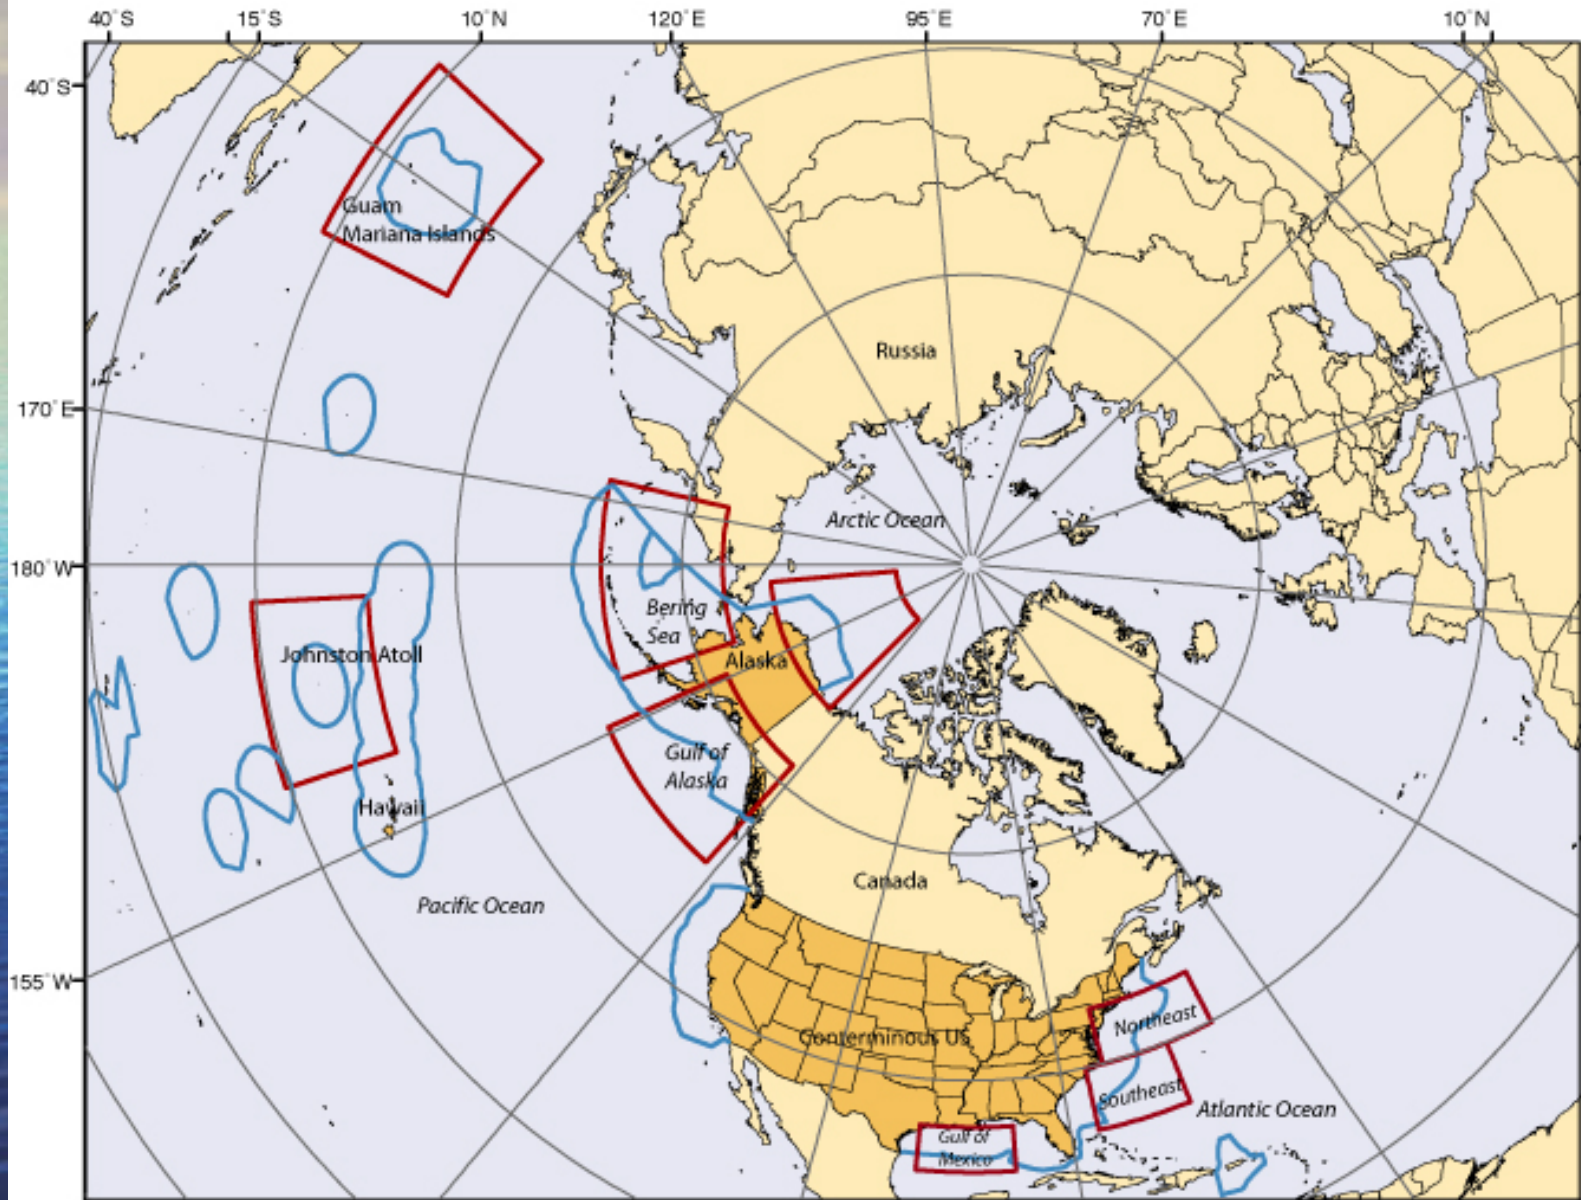 40°S
15°S
10°N
120°E
95°E
70°E
10°N
40°S
170°E
180°W
155°W
Guam
Mariana Islands
Russia
Arctic Ocean
Bering
Sea
Alaska
Johnston Atoll
Gulf of
Alaska
Hawaii
Canada
Pacific Ocean
Northeast
Conterminous US
Southeast
Atlantic Ocean
Gulf of
Mexico